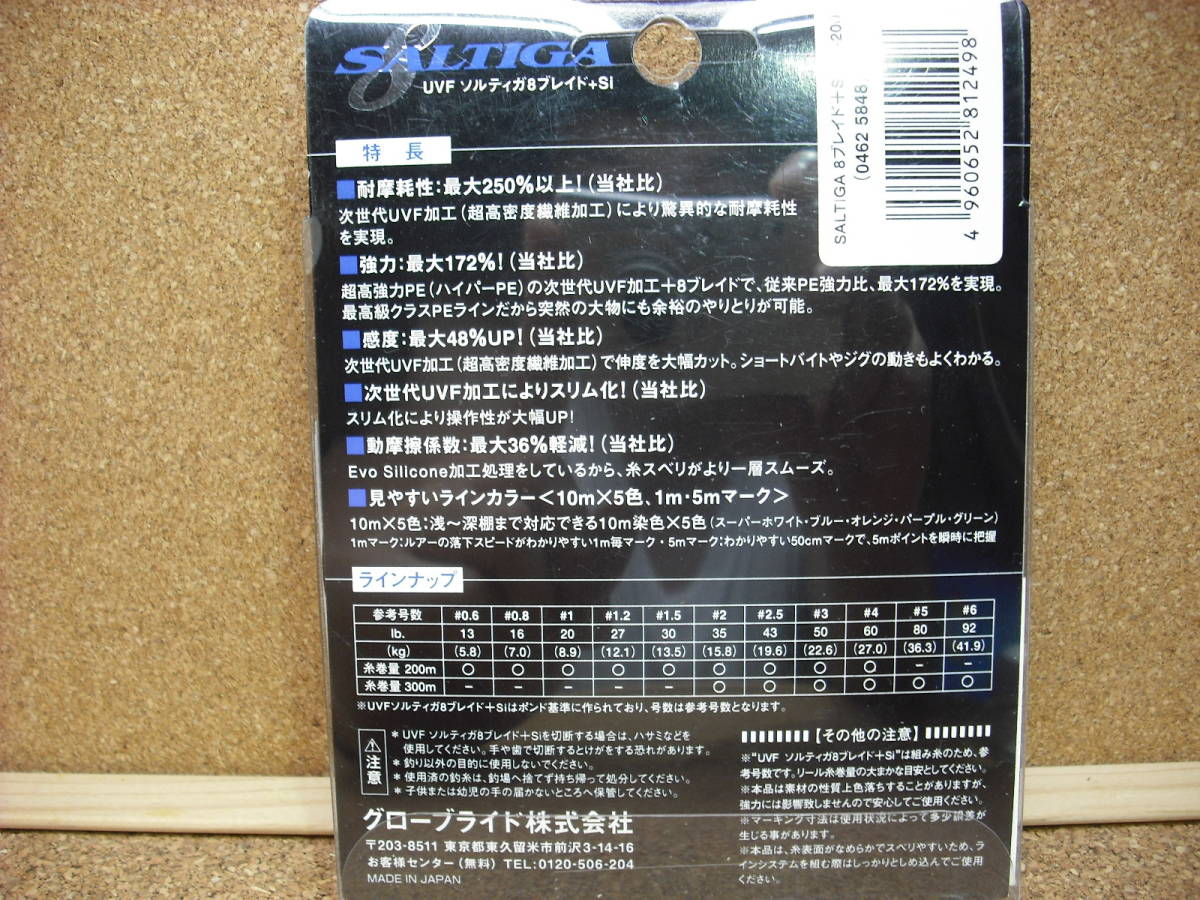 SALTIGA
8
UVF ソルティガ8ブレイド+Si
SALTIGA 8ブレイド+S
(0462 5848
4 960652 812498
特 長
■耐摩耗性:最大250%以上!(当社比)
次世代UVF加工(超高密度繊維加工)により驚異的な耐摩耗性
を実現。
■強力:最大172%!(当社比)
超高強力PE(ハイパーPE)の次世代UVF加工+8ブレイドで、従来PE強力比、最大172%を実現。
最高級クラスPEラインだから突然の大物にも余裕のやりとりが可能。
■感度:最大48%UP!(当社比)
次世代UVF加工(超高密度繊維加工)で伸度を大幅カット。ショートバイトやジグの動きもよくわかる。
■次世代UVF加工によりスリム化!(当社比)
スリム化により操作性が大幅UP!
■動摩擦係数:最大36%軽減!(当社比)
Evo Silicone加工処理をしているから、糸スベリがより一層スムーズ。
■見やすいラインカラー<10m×5色、1m・5mマーク>
10m×5色:浅〜深棚まで対応できる10m染色×5色(スーパーホワイト・ブルー・オレンジ・パープル・グリーン)
1mマーク:ルアーの落下スピードがわかりやすい1m毎マーク・5mマーク:わかりやすい50cmマークで、5mポイントを瞬時に把握
ラインナップ
参考号数 #0.6 #0.8 #1 #1.2 #1.5 #2 #2.5 #3 #4 #5 #6
lb. 13 16 20 27 30 35 43 50 60 80 92
(kg) (5.8) (7.0) (8.9) (12.1) (13.5) (15.8) (19.6) (22.6) (27.0) (36.3) (41.9)
糸巻量 200m ○ ○ ○ ○ ○ ○ ○ ○ ○ − −
糸巻量 300m − − − − − ○ ○ ○ ○ ○ ○
※UVFソルティガ8ブレイド+Siはポンド基準に作られており、号数は参考号数となります。
⚠注意
*UVF ソルティガ8ブレイド+Siを切断する場合は、ハサミなどを
使用してください。手や歯で切断するとけがをする恐れがあります。
*釣り以外の目的に使用しないでください。
*使用済の釣糸は、釣場へ捨てず持ち帰って処分してください。
*子供または幼児の手の届かないところへ保管してください。
グローブライド株式会社
〒203-8511 東京都東久留米市前沢3-14-16
お客様センター(無料) TEL:0120-506-204
MADE IN JAPAN
【その他の注意】
※"UVF ソルティガ8ブレイド+Si"は組み糸のため、参
考号数です。リール糸巻量の大まかな目安としてください。
※本品は素材の性質上色落ちすることがありますが、
強力には影響致しませんので安心してご使用ください。
※マーキング寸法は使用状況によって多少誤差が
生じる事があります。
※本品は、糸表面がなめらかでスベリやすいため、ラ
インシステムを組む際はしっかりとしめ込んでご使用
ください。